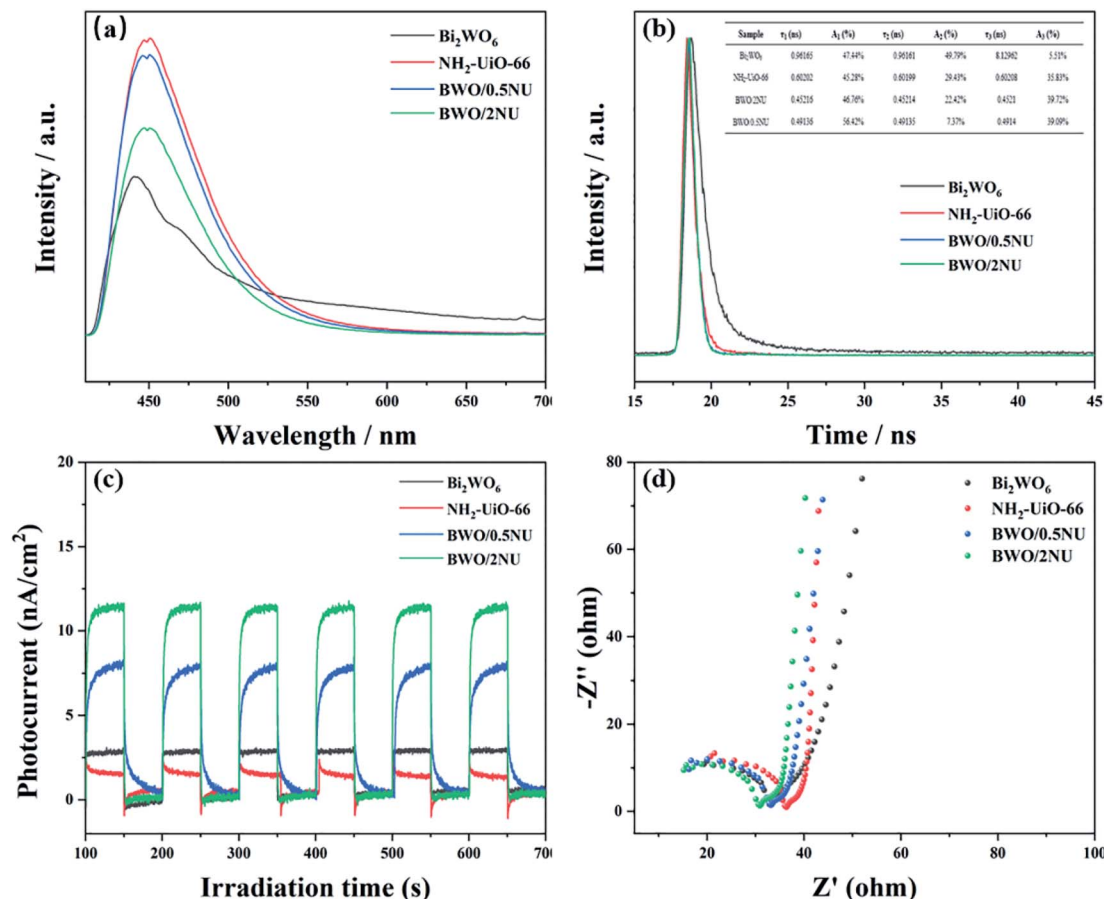 (a)
Bi₂WO₆
NH₂-UiO-66
BWO/0.5NU
BWO/2NU
Intensity / a.u.
450 500 550 600 650 700
Wavelength / nm
(b)
Sample τ₁ (ns) A₁ (%) τ₂ (ns) A₂ (%) τ₃ (ns) A₃ (%)
Bi₂WO₆ 0.96165 47.44% 0.96161 49.79% 8.12962 5.51%
NH₂-UiO-66 0.60202 45.28% 0.60199 29.43% 0.60208 35.83%
BWO/2NU 0.45216 46.76% 0.45214 22.42% 0.4521 39.72%
BWO/0.5NU 0.49136 56.42% 0.49135 7.37% 0.4914 39.09%
Bi₂WO₆
NH₂-UiO-66
BWO/0.5NU
BWO/2NU
Intensity / a.u.
15 20 25 30 35 40 45
Time / ns
(c)
Bi₂WO₆
NH₂-UiO-66
BWO/0.5NU
BWO/2NU
Photocurrent (nA/cm²)
20
15
10
5
0
100 200 300 400 500 600 700
Irradiation time (s)
(d)
Bi₂WO₆
NH₂-UiO-66
BWO/0.5NU
BWO/2NU
-Z'' (ohm)
80
60
40
20
0
20 40 60 80 100
Z' (ohm)